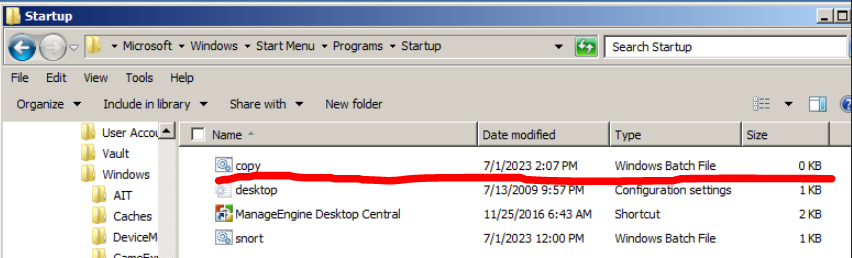 Startup
Microsoft Windows Start Menu Programs Startup Search Startup
File Edit View Tools Help
Organize Include in library Share with New folder
User Accou Name Date modified Type Size
Vault copy 7/1/2023 2:07 PM Windows Batch File 0 KB
Windows desktop 7/13/2009 9:57 PM Configuration settings 1 KB
AIT ManageEngine Desktop Central 11/25/2016 6:43 AM Shortcut 2 KB
Caches snort 7/1/2023 12:00 PM Windows Batch File 1 KB
DeviceM